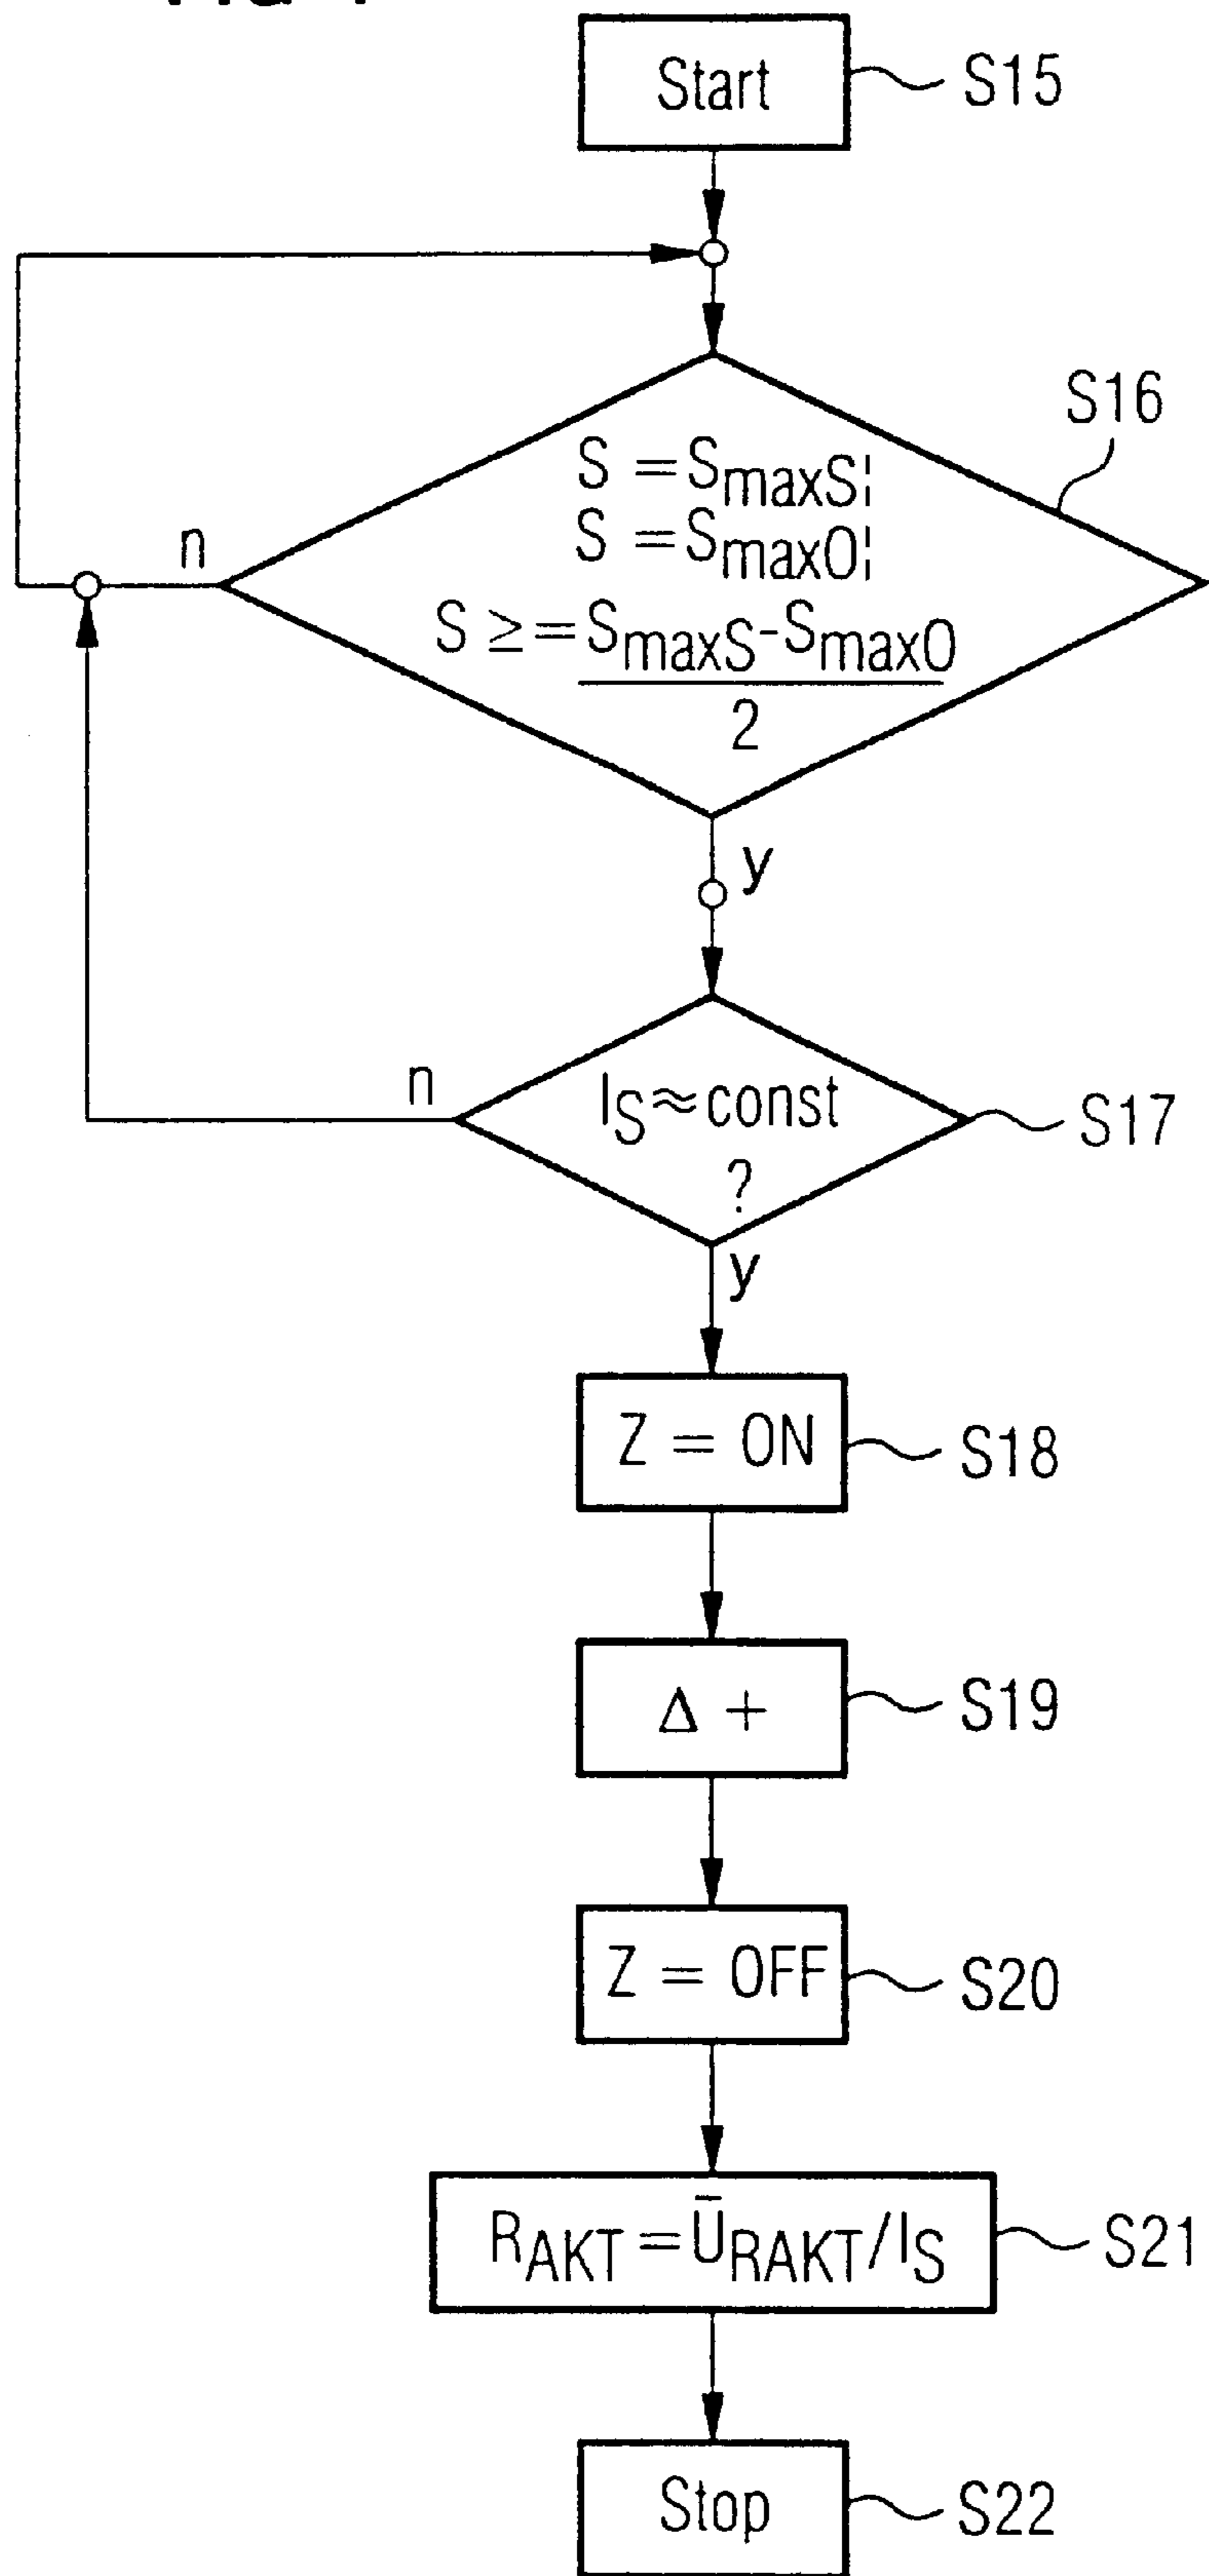 Start
S15
S16
S = SmaxS¦
S = SmaxO¦
n
S ≥ = SmaxS-SmaxO
2
y
n
IS≈const
S17
?
y
Z = ON
S18
Δ +
S19
Z = OFF
S20
RAKT = ŪRAKT/IS
S21
Stop
S22